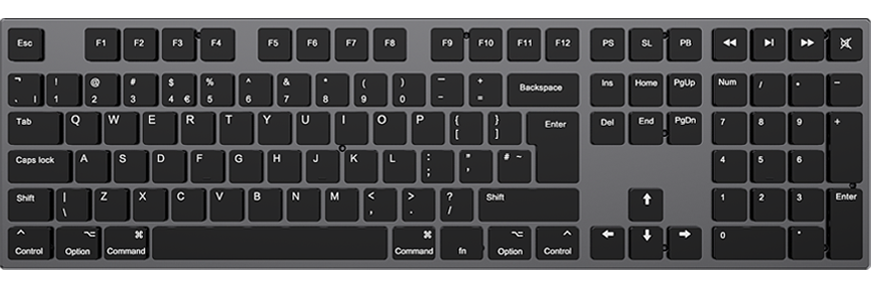 Esc F1 F2 F3 F4 F5 F6 F7 F8 F9 F10 F11 F12 PS SL PB
¬ ! @ # $ % ^ & * ( ) – +
| 1 2 3 4 € 5 6 7 8 9 0 - = Backspace Ins Home PgUp Num / * –
Tab Q W E R T Y U I O P { }
[ ] Enter Del End PgDn 7 8 9 +
Caps lock A S D F G H J K L : ; " ' # ~ 4 5 6
Shift | \ Z X C V B N M < , > . ? / Shift 1 2 3 Enter
^ Control ⌥ Option ⌘ Command ⌘ Command fn ⌥ Option ^ Control 0